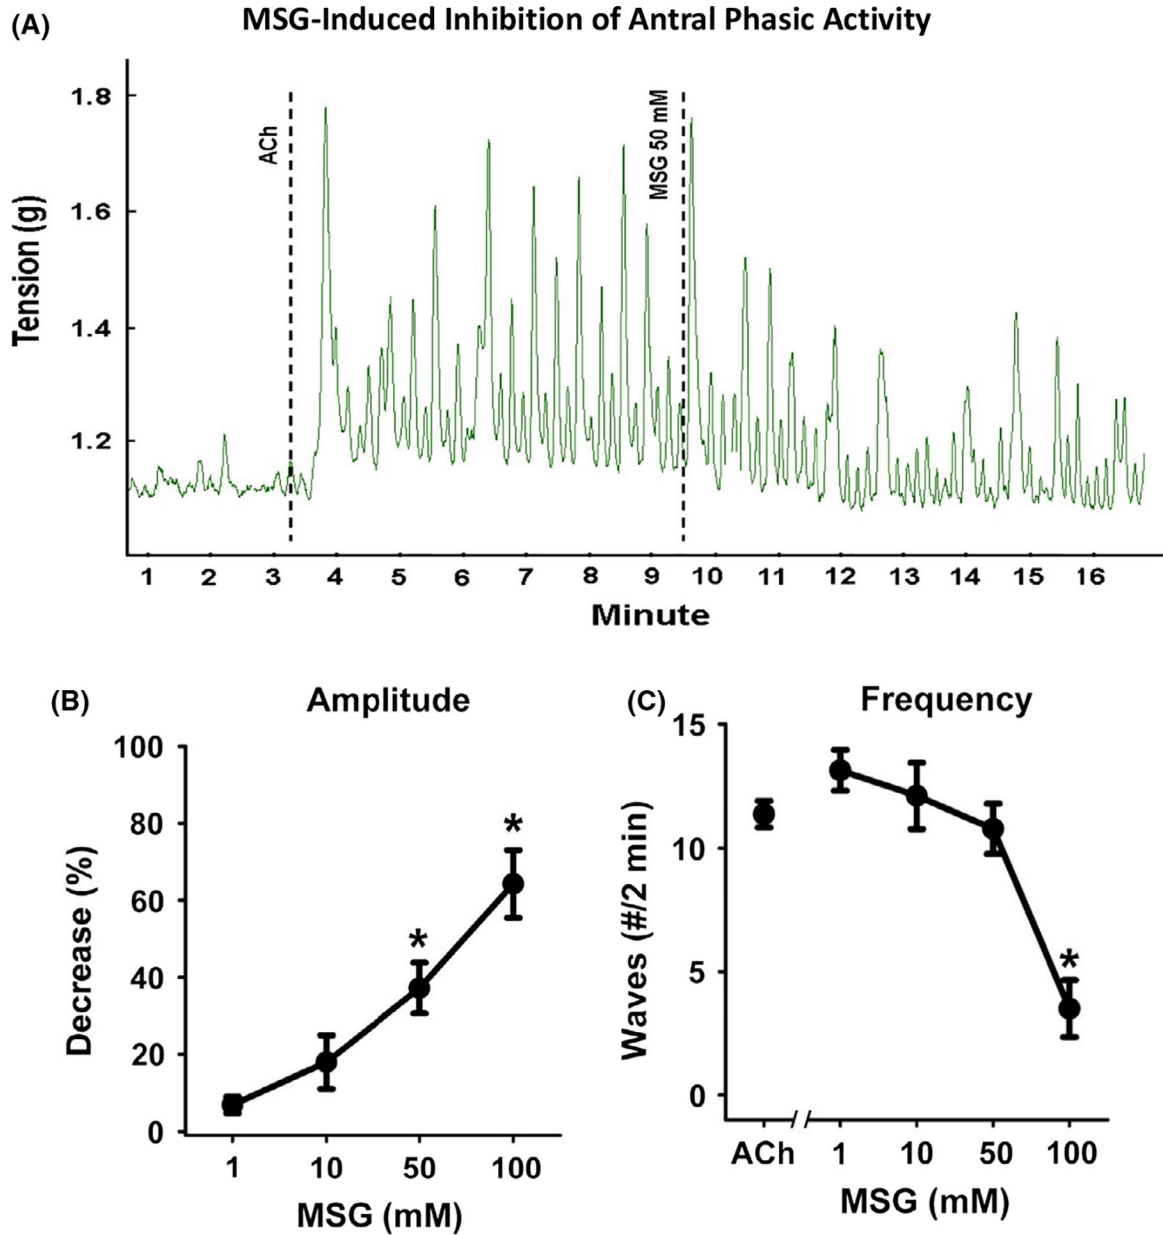 (A)
MSG-Induced Inhibition of Antral Phasic Activity
Tension (g)
1.8
1.6
1.4
1.2
ACh
MSG 50 mM
1 2 3 4 5 6 7 8 9 10 11 12 13 14 15 16
Minute
(B)
Amplitude
Decrease (%)
100
80
60
40
20
0
*
*
1 10 50 100
MSG (mM)
(C)
Frequency
Waves (#/2 min)
15
10
5
0
*
ACh 1 10 50 100
MSG (mM)